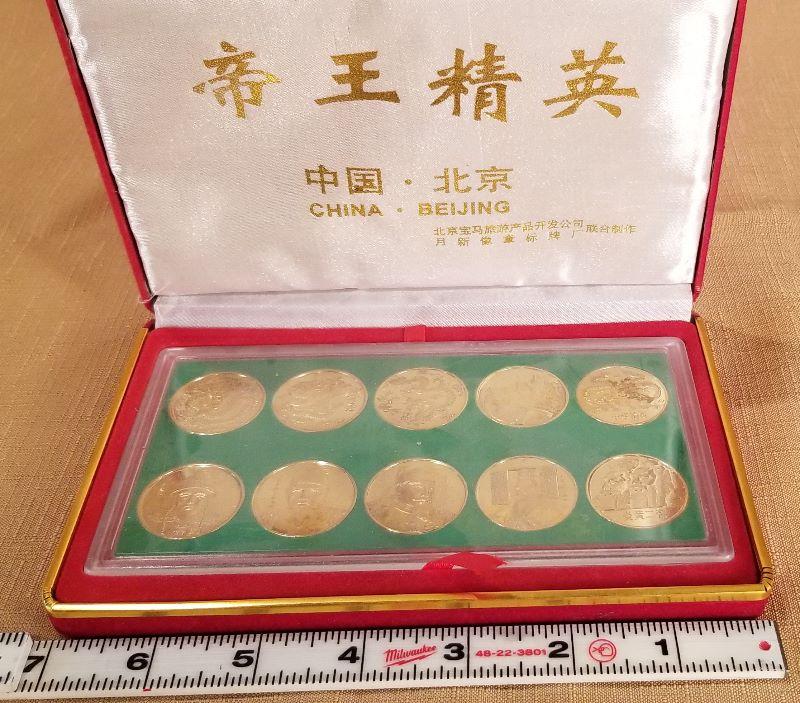 帝王精英
中国·北京
CHINA · BEIJING
北京宝马旅游产品开发公司联合制作
月新像章标牌厂
7 6 5 4 Milwaukee 3 48-22-3801 2 1